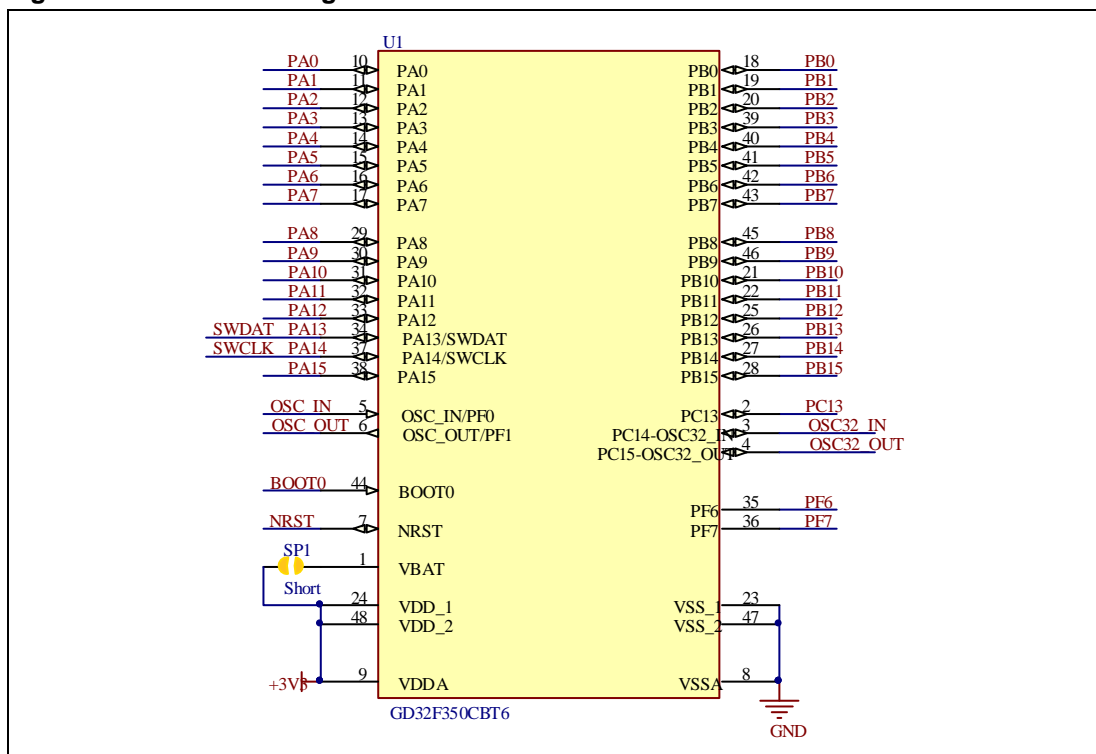 U1
PA0 10 PA0 PB0 18 PB0
PA1 11 PA1 PB1 19 PB1
PA2 12 PA2 PB2 20 PB2
PA3 13 PA3 PB3 39 PB3
PA4 14 PA4 PB4 40 PB4
PA5 15 PA5 PB5 41 PB5
PA6 16 PA6 PB6 42 PB6
PA7 17 PA7 PB7 43 PB7
PA8 29 PA8 PB8 45 PB8
PA9 30 PA9 PB9 46 PB9
PA10 31 PA10 PB10 21 PB10
PA11 32 PA11 PB11 22 PB11
PA12 33 PA12 PB12 25 PB12
SWDAT PA13 34 PA13/SWDAT PB13 26 PB13
SWCLK PA14 37 PA14/SWCLK PB14 27 PB14
PA15 38 PA15 PB15 28 PB15
OSC_IN 5 OSC_IN/PF0 PC13 2 PC13
OSC_OUT 6 OSC_OUT/PF1 PC14-OSC32_IN 3 OSC32_IN
PC15-OSC32_OUT 4 OSC32_OUT
BOOT0 44 BOOT0
PF6 35 PF6
NRST 7 NRST PF7 36 PF7
SP1 1 VBAT
Short
24 VDD_1 VSS_1 23
48 VDD_2 VSS_2 47
+3V3 9 VDDA VSSA 8
GD32F350CBT6
GND